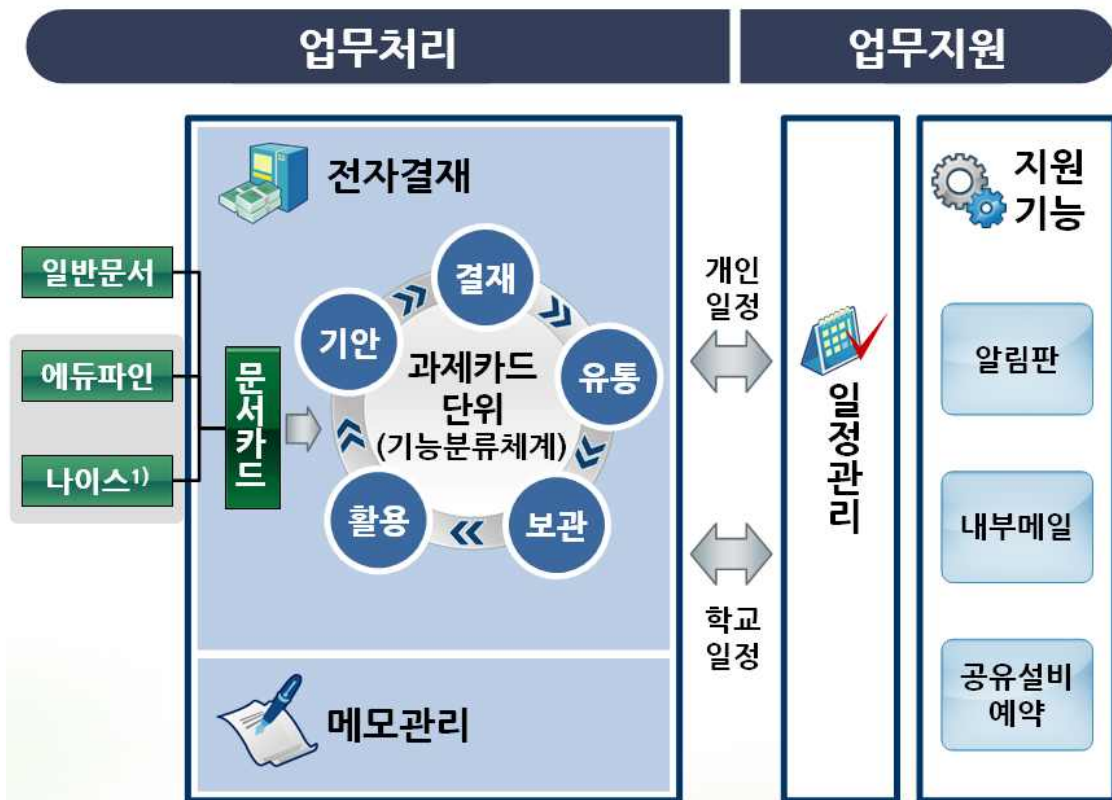 업무처리
업무지원
전자결재
일반문서
에듀파인
나이스1)
문서카드
기안
결재
유통
보관
활용
과제카드
단위
(기능분류체계)
메모관리
개인
일정
학교
일정
일정관리
지원
기능
알림판
내부메일
공유설비
예약